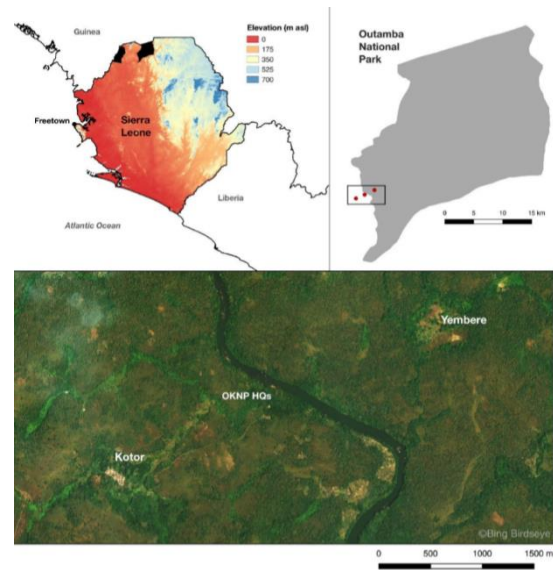 Guinea
Elevation (m asl)
0
175
350
525
700
Freetown
Sierra
Leone
Liberia
Atlantic Ocean
Outamba
National
Park
0 5 10 15 km
Yembere
OKNP HQs
Kotor
©Bing Birdseye
0 500 1000 1500 m